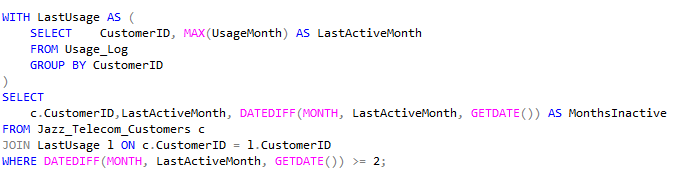 WITH LastUsage AS (
    SELECT    CustomerID, MAX(UsageMonth) AS LastActiveMonth
    FROM Usage_Log
    GROUP BY CustomerID
)
SELECT
    c.CustomerID,LastActiveMonth, DATEDIFF(MONTH, LastActiveMonth, GETDATE()) AS MonthsInactive
FROM Jazz_Telecom_Customers c
JOIN LastUsage l ON c.CustomerID = l.CustomerID
WHERE DATEDIFF(MONTH, LastActiveMonth, GETDATE()) >= 2;